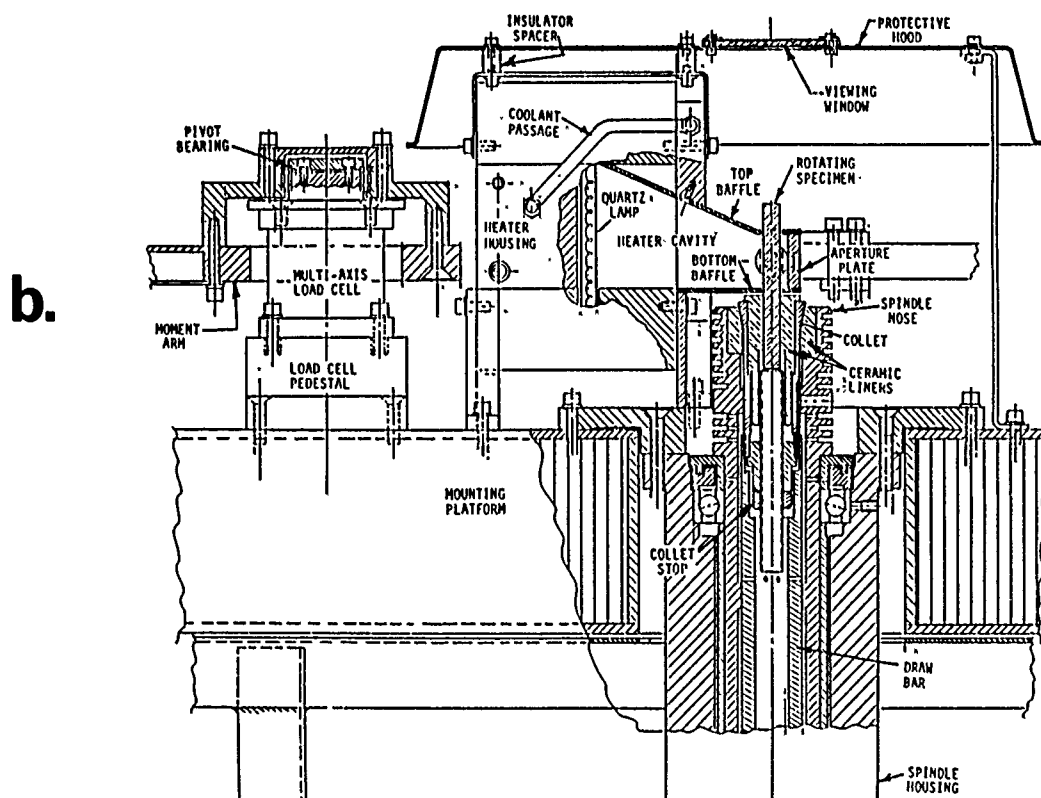 INSULATOR
SPACER
PROTECTIVE
HOOD
COOLANT
PASSAGE
VIEWING
WINDOW
PIVOT
BEARING
ROTATING
SPECIMEN
TOP
BAFFLE
QUARTZ
LAMP
HEATER
HOUSING
HEATER CAVITY
BOTTOM
BAFFLE
APERTURE
PLATE
MULTI-AXIS
LOAD CELL
b.
MOMENT
ARM
SPINDLE
NOSE
COLLET
CERAMIC
LINERS
LOAD CELL
PEDESTAL
MOUNTING
PLATFORM
COLLET
STOP
DRAW
BAR
SPINDLE
HOUSING